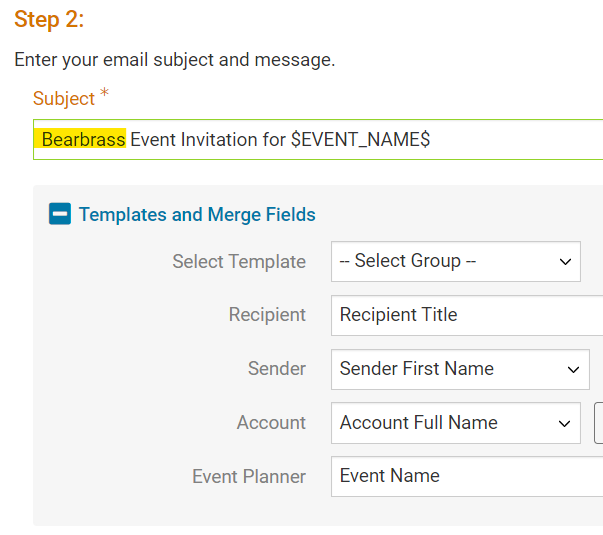 Step 2:
Enter your email subject and message.
Subject *
Bearbrass Event Invitation for $EVENT_NAME$
Templates and Merge Fields
Select Template -- Select Group --
Recipient Recipient Title
Sender Sender First Name
Account Account Full Name
Event Planner Event Name